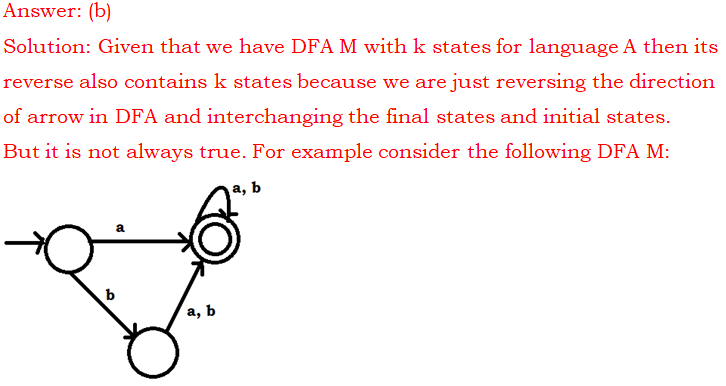 Answer: (b)
Solution: Given that we have DFA M with k states for language A then its
reverse also contains k states because we are just reversing the direction
of arrow in DFA and interchanging the final states and initial states.
But it is not always true. For example consider the following DFA M:
a, b
a
b
a, b